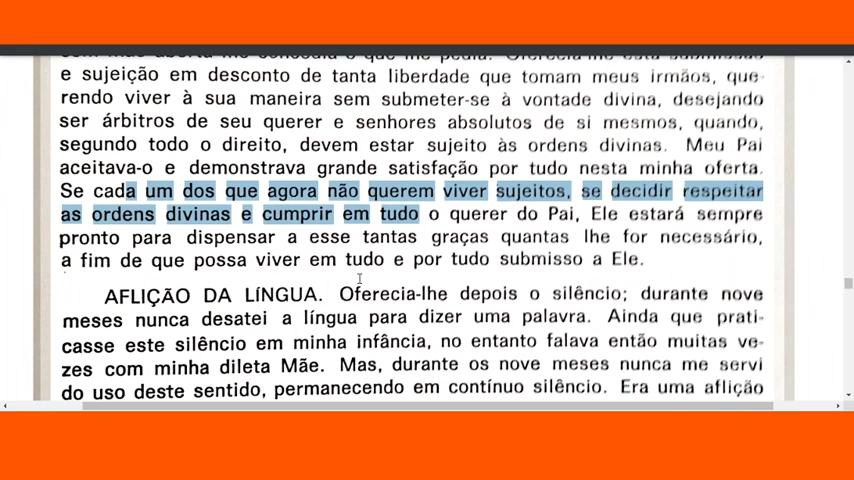 e sujeição em desconto de tanta liberdade que tomam meus irmãos, que-
rendo viver à sua maneira sem submeter-se à vontade divina, desejando
ser árbitros de seu querer e senhores absolutos de si mesmos, quando,
segundo todo o direito, devem estar sujeito às ordens divinas. Meu Pai
aceitava-o e demonstrava grande satisfação por tudo nesta minha oferta.
Se cada um dos que agora não querem viver sujeitos, se decidir respeitar
as ordens divinas e cumprir em tudo o querer do Pai, Ele estará sempre
pronto para dispensar a esse tantas graças quantas lhe for necessário,
a fim de que possa viver em tudo e por tudo submisso a Ele.
AFLIÇÃO DA LÍNGUA. Oferecia-lhe depois o silêncio; durante nove
meses nunca desatei a língua para dizer uma palavra. Ainda que prati-
casse este silêncio em minha infância, no entanto falava então muitas ve-
zes com minha dileta Mãe. Mas, durante os nove meses nunca me servi
do uso deste sentido, permanecendo em contínuo silêncio. Era uma aflição